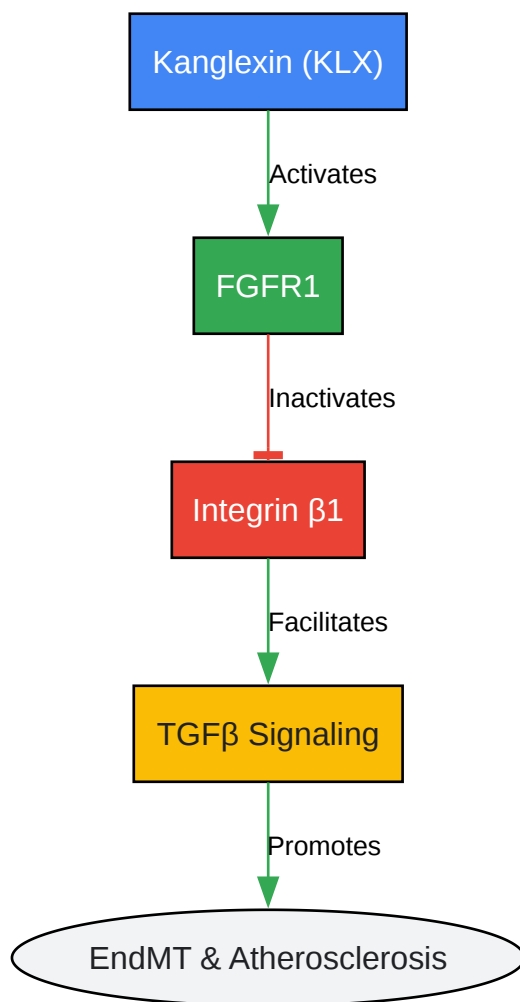 Kanglexin (KLX)
Activates
FGFR1
Inactivates
Integrin β1
Facilitates
TGFβ Signaling
Promotes
EndMT & Atherosclerosis